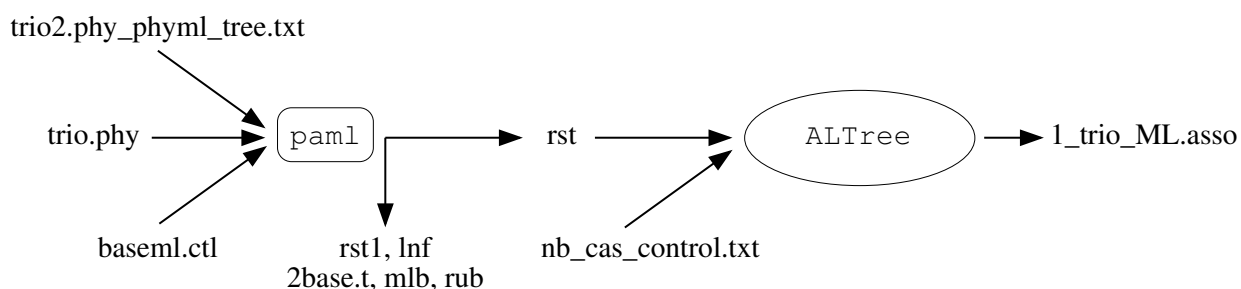 trio2.phy_phyml_tree.txt
trio.phy
paml
rst
ALTree
1_trio_ML.asso
baseml.ctl
rst1, lnf
2base.t, mlb, rub
nb_cas_control.txt